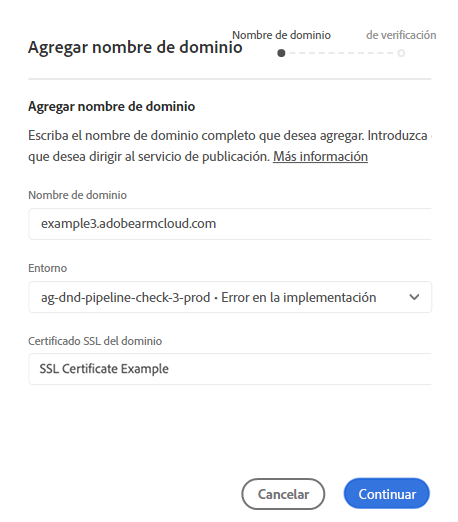 Agregar nombre de dominio
Nombre de dominio
de verificación
Agregar nombre de dominio
Escriba el nombre de dominio completo que desea agregar. Introduzca
que desea dirigir al servicio de publicación. Más información
Nombre de dominio
example3.adobearmcloud.com
Entorno
ag-dnd-pipeline-check-3-prod • Error en la implementación
Certificado SSL del dominio
SSL Certificate Example
Cancelar
Continuar